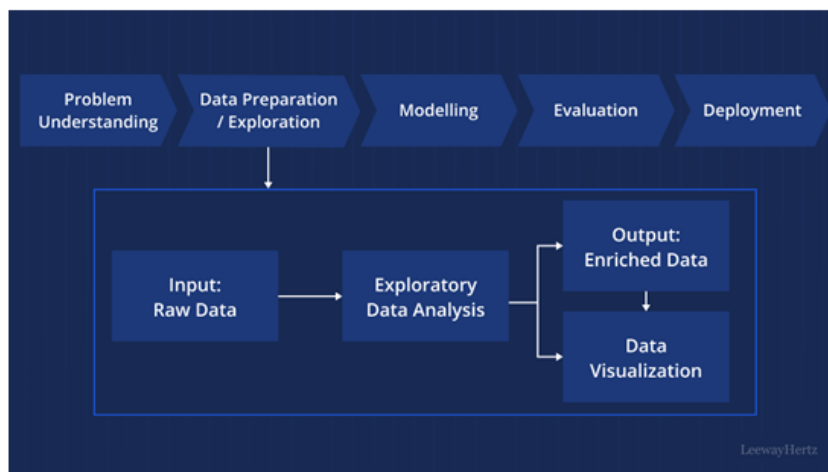 Problem
Understanding
Data Preparation
/ Exploration
Modelling
Evaluation
Deployment
Input:
Raw Data
Exploratory
Data Analysis
Output:
Enriched Data
Data
Visualization
LeewayHertz